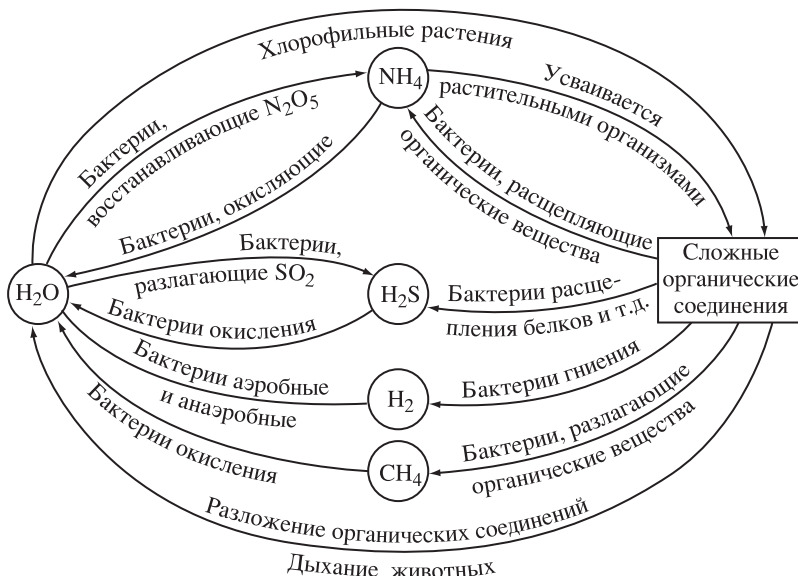 Хлорофильные растения
NH₄
Усваивается
растительными организмами
Бактерии,
восстанавливающие N₂O₅
Бактерии, окисляющие
Бактерии, расщепляющие
органические вещества
Сложные
органические
соединения
H₂O
Бактерии,
разлагающие SO₂
H₂S
Бактерии расще-
пления белков и т.д.
Бактерии окисления
Бактерии аэробные
и анаэробные
H₂
Бактерии гниения
Бактерии окисления
CH₄
Бактерии, разлагающие
органические вещества
Разложение органических соединений
Дыхание животных